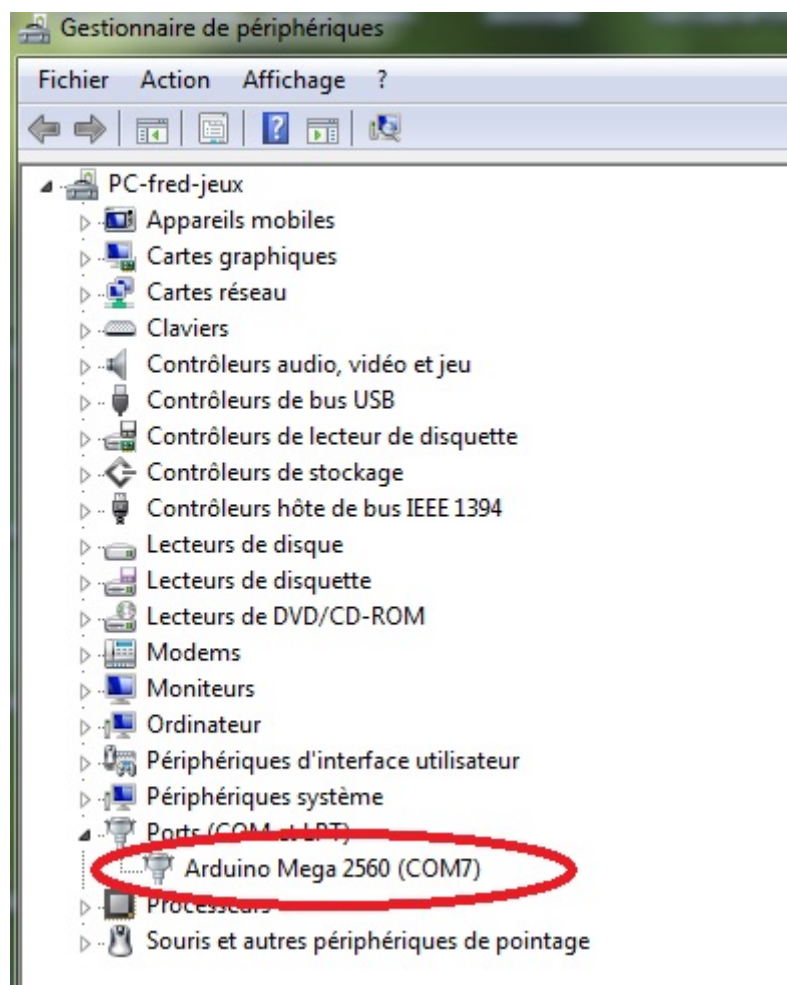 Gestionnaire de périphériques
Fichier Action Affichage ?
PC-fred-jeux
Appareils mobiles
Cartes graphiques
Cartes réseau
Claviers
Contrôleurs audio, vidéo et jeu
Contrôleurs de bus USB
Contrôleurs de lecteur de disquette
Contrôleurs de stockage
Contrôleurs hôte de bus IEEE 1394
Lecteurs de disque
Lecteurs de disquette
Lecteurs de DVD/CD-ROM
Modems
Moniteurs
Ordinateur
Périphériques d'interface utilisateur
Périphériques système
Ports (COM et LPT)
Arduino Mega 2560 (COM7)
Processeurs
Souris et autres périphériques de pointage